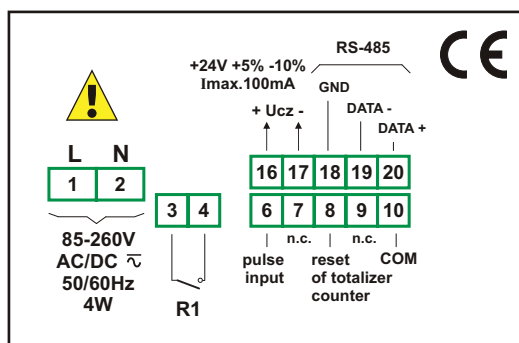 RS-485
+24V +5% -10%
Imax.100mA
GND
+ Ucz -
DATA -
DATA +
L N
1 2
16 17 18 19 20
3 4
6 7 8 9 10
n.c. n.c.
pulse input
reset of totalizer counter
COM
85-260V
AC/DC
50/60Hz
4W
R1
CE